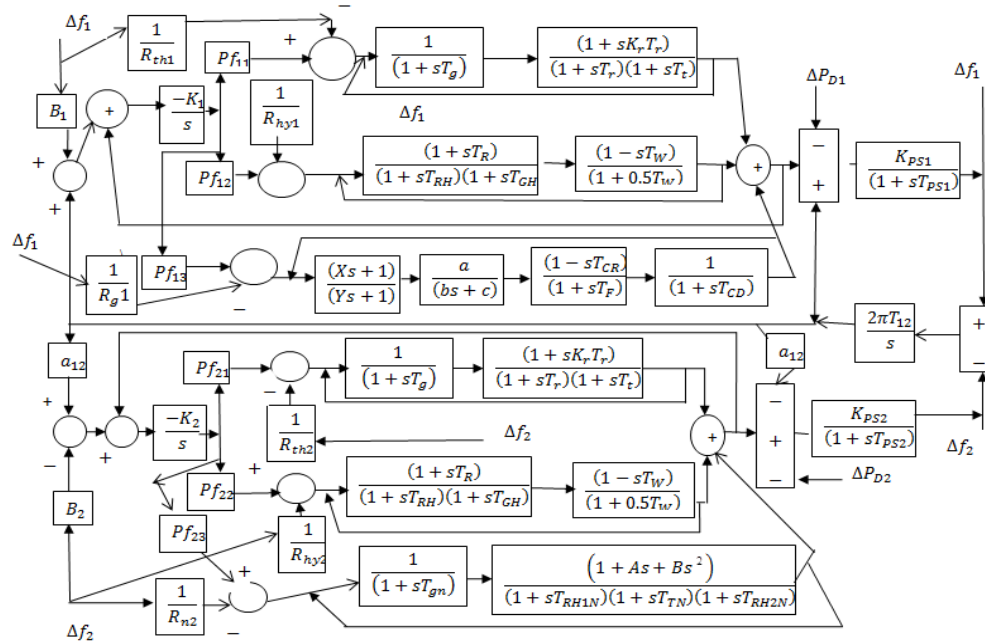 Δf₁
1/R_th1
−
+
Pf₁₁
1/(1 + sT_g)
(1 + sK_rT_r)/(1 + sT_r)(1 + sT_t)
ΔP_D1
Δf₁
B₁
+
−K₁/s
1/R_hy1
Δf₁
+
+
Pf₁₂
(1 + sT_R)/(1 + sT_RH)(1 + sT_GH
(1 − sT_W)/(1 + 0.5T_W)
+
−
+
K_PS1/(1 + sT_PS1)
Δf₁
1/R_g1
Pf₁₃
−
(Xs + 1)/(Ys + 1)
a/(bs + c)
(1 − sT_CR)/(1 + sT_F)
1/(1 + sT_CD)
2πT₁₂/s
+
−
a₁₂
Pf₂₁
−
1/(1 + sT_g)
(1 + sK_rT_r)/(1 + sT_r)(1 + sT_t)
a₁₂
+
−
+
−K₂/s
1/R_th2
Δf₂
+
−
+
−
K_PS2/(1 + sT_PS2)
Δf₂
ΔP_D2
B₂
Pf₂₂
+
(1 + sT_R)/(1 + sT_RH)(1 + sT_GH)
(1 − sT_W)/(1 + 0.5T_W)
Pf₂₃
1/R_hy2
+
−
1/(1 + sT_gn)
(1 + As + Bs²)/(1 + sT_RH1N)(1 + sT_TN)(1 + sT_RH2N)
Δf₂
1/R_n2